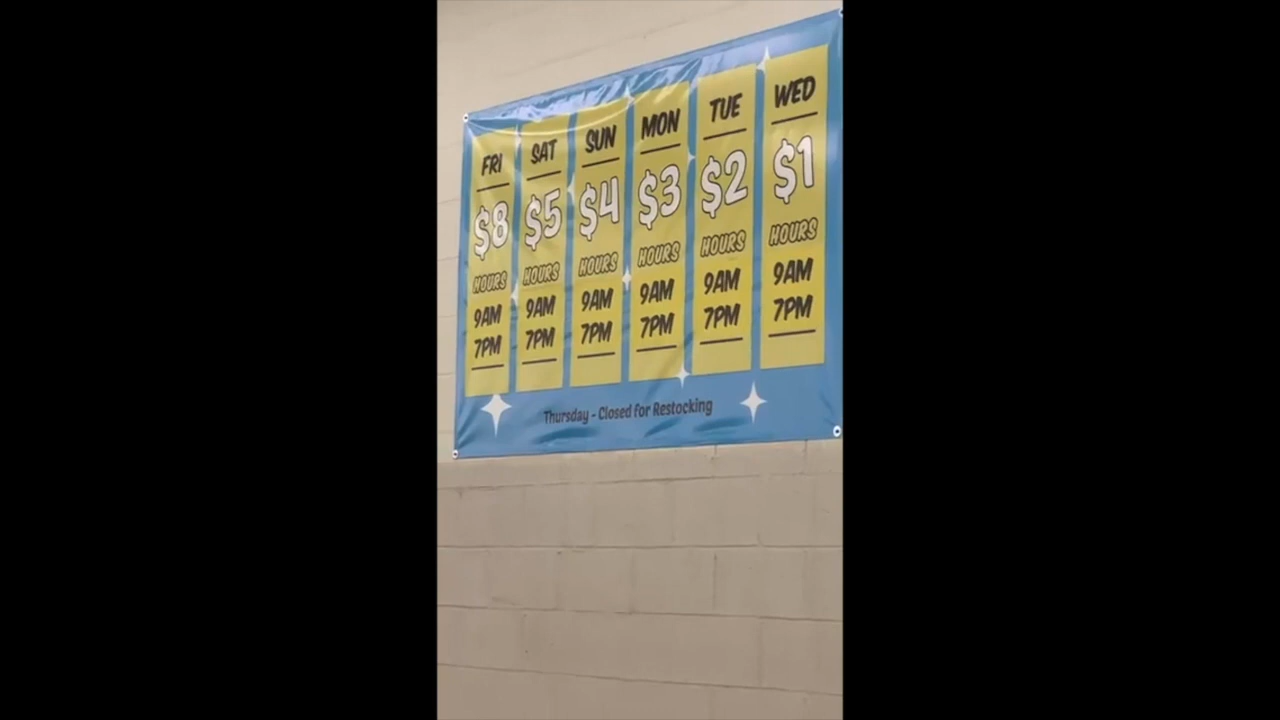 FRI
$8
HOURS
9AM
7PM
SAT
$5
HOURS
9AM
7PM
SUN
$4
HOURS
9AM
7PM
MON
$3
HOURS
9AM
7PM
TUE
$2
HOURS
9AM
7PM
WED
$1
HOURS
9AM
7PM
Thursday - Closed for Restocking